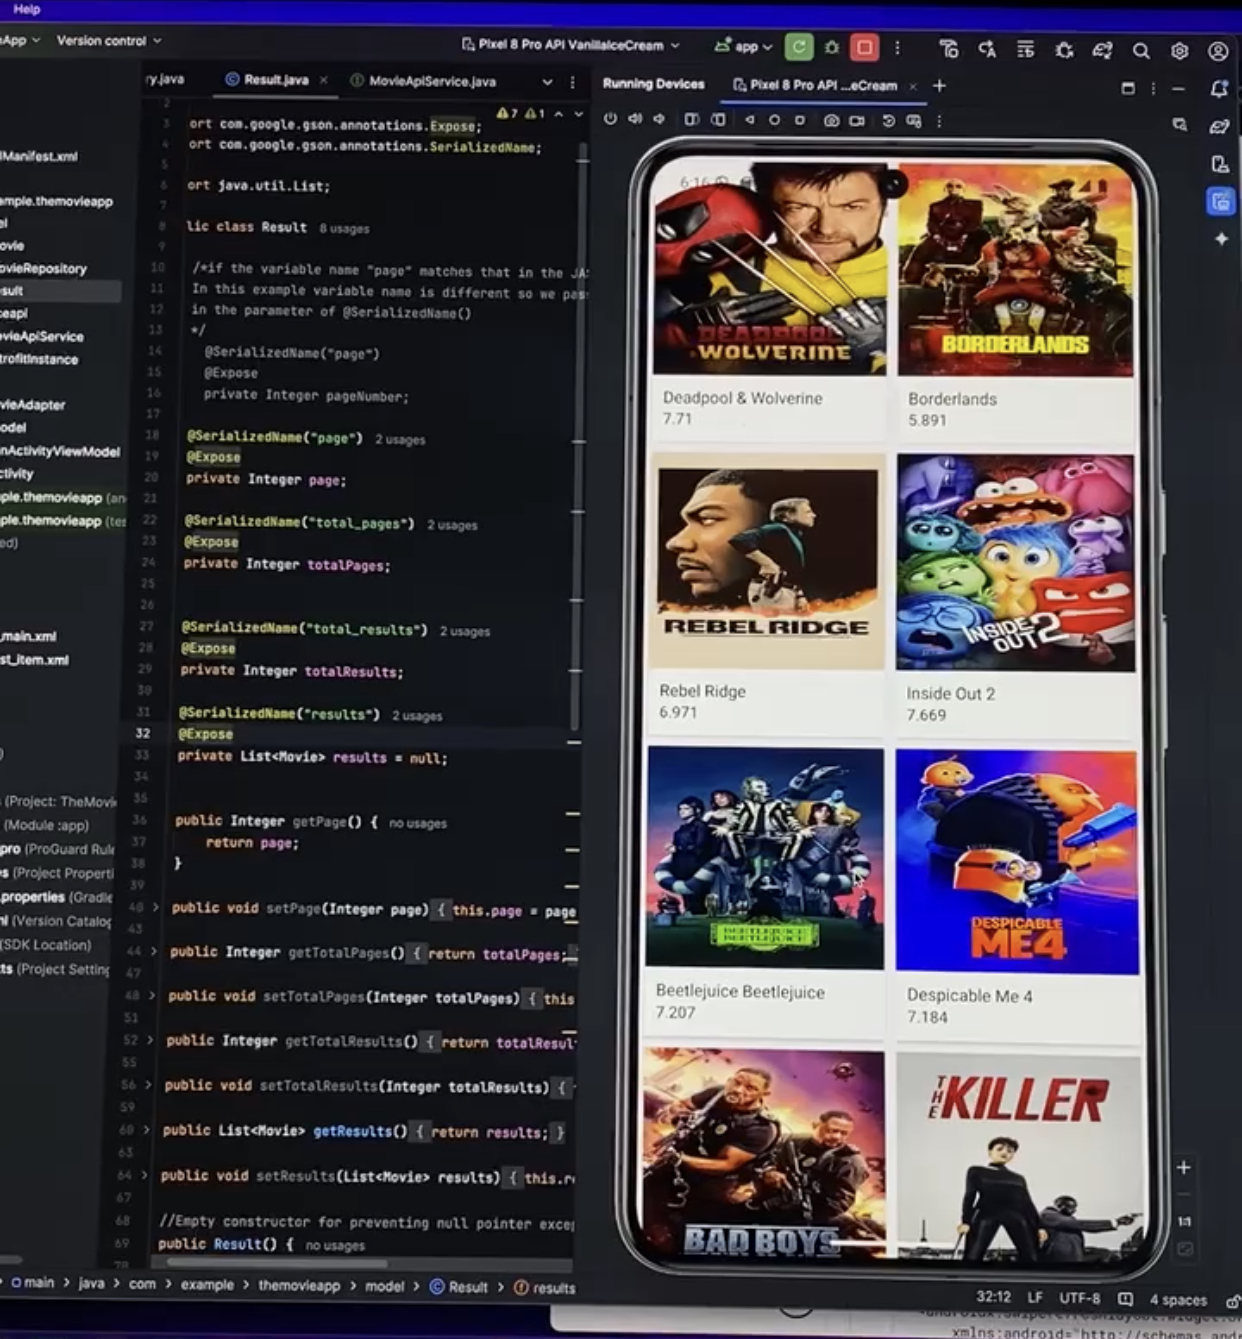 Help
App
Version control
Pixel 8 Pro API VanillaIceCream
app
ry.java
Result.java
MovieApiService.java
Running Devices
Pixel 8 Pro API ...eCream
7
1
Manifest.xml
ample.themovieapp
el
ovie
ovieRepository
sult
ceapi
ovieApiService
trofitInstance
vieAdapter
odel
nActivityViewModel
ctivity
ple.themovieapp (an
ple.themovieapp (tes
ed)
_main.xml
st_item.xml
)
(Project: TheMovi
(Module :app)
pro (ProGuard Rule
s (Project Properti
.properties (Gradle
nl (Version Catalog
(SDK Location)
ts (Project Setting
2
3 ort com.google.gson.annotations.Expose;
4 ort com.google.gson.annotations.SerializedName;
5
6 ort java.util.List;
7
8 lic class Result 8 usages
9
10 /*if the variable name "page" matches that in the JAS
11 In this example variable name is different so we pas
12 in the parameter of @SerializedName()
13 */
14 @SerializedName("page")
15 @Expose
16 private Integer pageNumber;
17
18 @SerializedName("page") 2 usages
19 @Expose
20 private Integer page;
21
22 @SerializedName("total_pages") 2 usages
23 @Expose
24 private Integer totalPages;
25
26
27 @SerializedName("total_results") 2 usages
28 @Expose
29 private Integer totalResults;
30
31 @SerializedName("results") 2 usages
32 @Expose
33 private List<Movie> results = null;
34
35
36 public Integer getPage() { no usages
37 return page;
38 }
39
40 public void setPage(Integer page) { this.page = page
43
44 public Integer getTotalPages() { return totalPages;
47
48 public void setTotalPages(Integer totalPages) { this
51
52 public Integer getTotalResults() { return totalResul
55
56 public void setTotalResults(Integer totalResults) {
59
60 public List<Movie> getResults() { return results; }
63
64 public void setResults(List<Movie> results) { this.r
67
68 //Empty constructor for preventing null pointer excep
69 public Result() { no usages
70
6:16
DEADPOOL
WOLVERINE
Deadpool & Wolverine
7.71
BORDERLANDS
Borderlands
5.891
REBEL RIDGE
Rebel Ridge
6.971
INSIDE
OUT 2
Inside Out 2
7.669
BEETLEJUICE
BEETLEJUICE
Beetlejuice Beetlejuice
7.207
DESPICABLE
ME 4
Despicable Me 4
7.184
BAD BOYS
THE KILLER
1:1
main > java > com > example > themovieapp > model > Result > results
32:12 LF UTF-8 4 spaces
xmlns:android="http://schemas.and